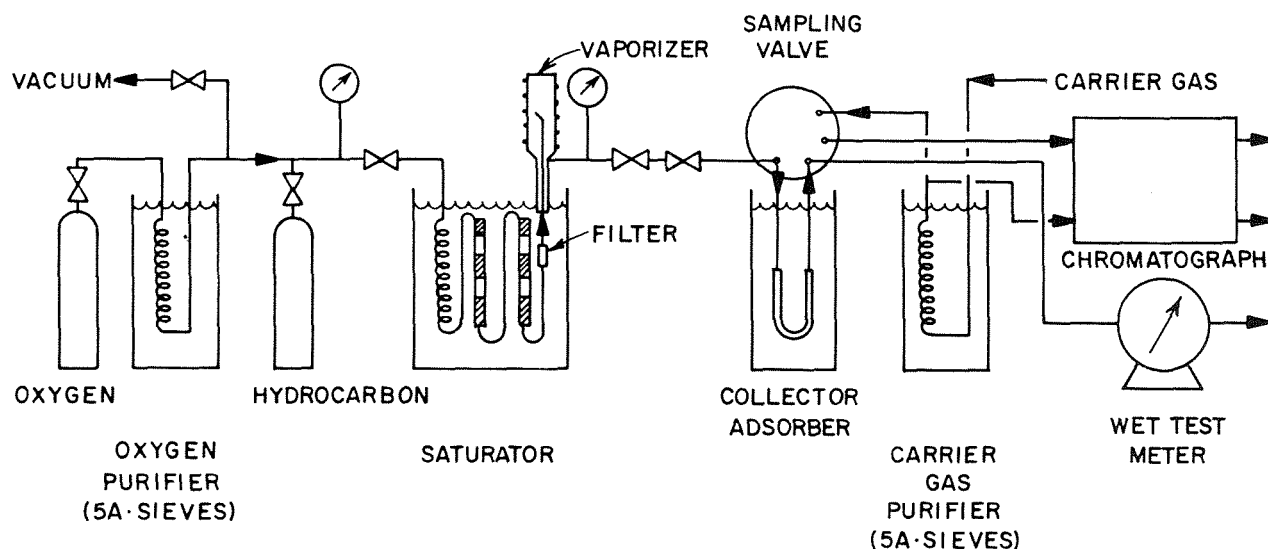 SAMPLING
VALVE
VAPORIZER
VACUUM
CARRIER GAS
FILTER
CHROMATOGRAPH
OXYGEN
HYDROCARBON
COLLECTOR
ADSORBER
OXYGEN
PURIFIER
(5A·SIEVES)
SATURATOR
CARRIER
GAS
PURIFIER
(5A·SIEVES)
WET TEST
METER